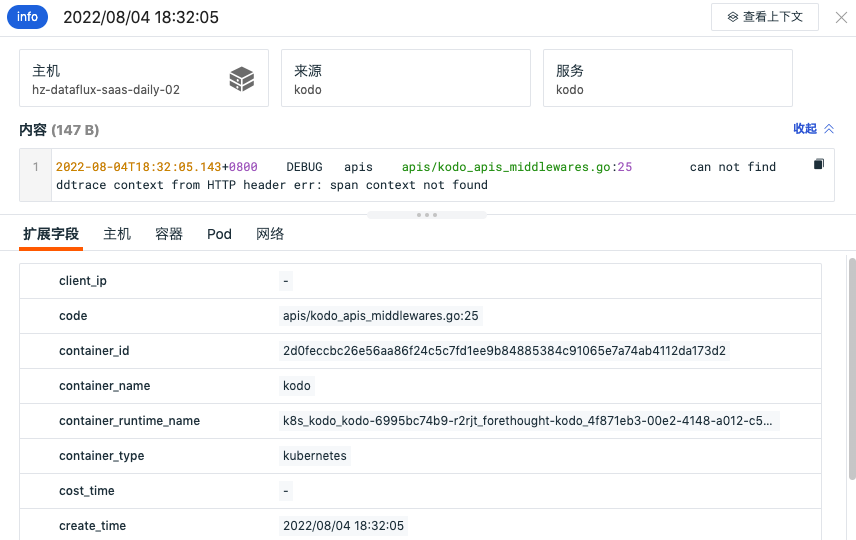 info 2022/08/04 18:32:05 查看上下文
主机
hz-dataflux-saas-daily-02
来源
kodo
服务
kodo
内容 (147 B) 收起
1 2022-08-04T18:32:05.143+0800 DEBUG apis apis/kodo_apis_middlewares.go:25 can not find
ddtrace context from HTTP header err: span context not found
扩展字段 主机 容器 Pod 网络
client_ip -
code apis/kodo_apis_middlewares.go:25
container_id 2d0feccbc26e56aa86f24c5c7fd1ee9b84885384c91065e7a74ab4112da173d2
container_name kodo
container_runtime_name k8s_kodo_kodo-6995bc74b9-r2rjt_forethought-kodo_4f871eb3-00e2-4148-a012-c5...
container_type kubernetes
cost_time -
create_time 2022/08/04 18:32:05